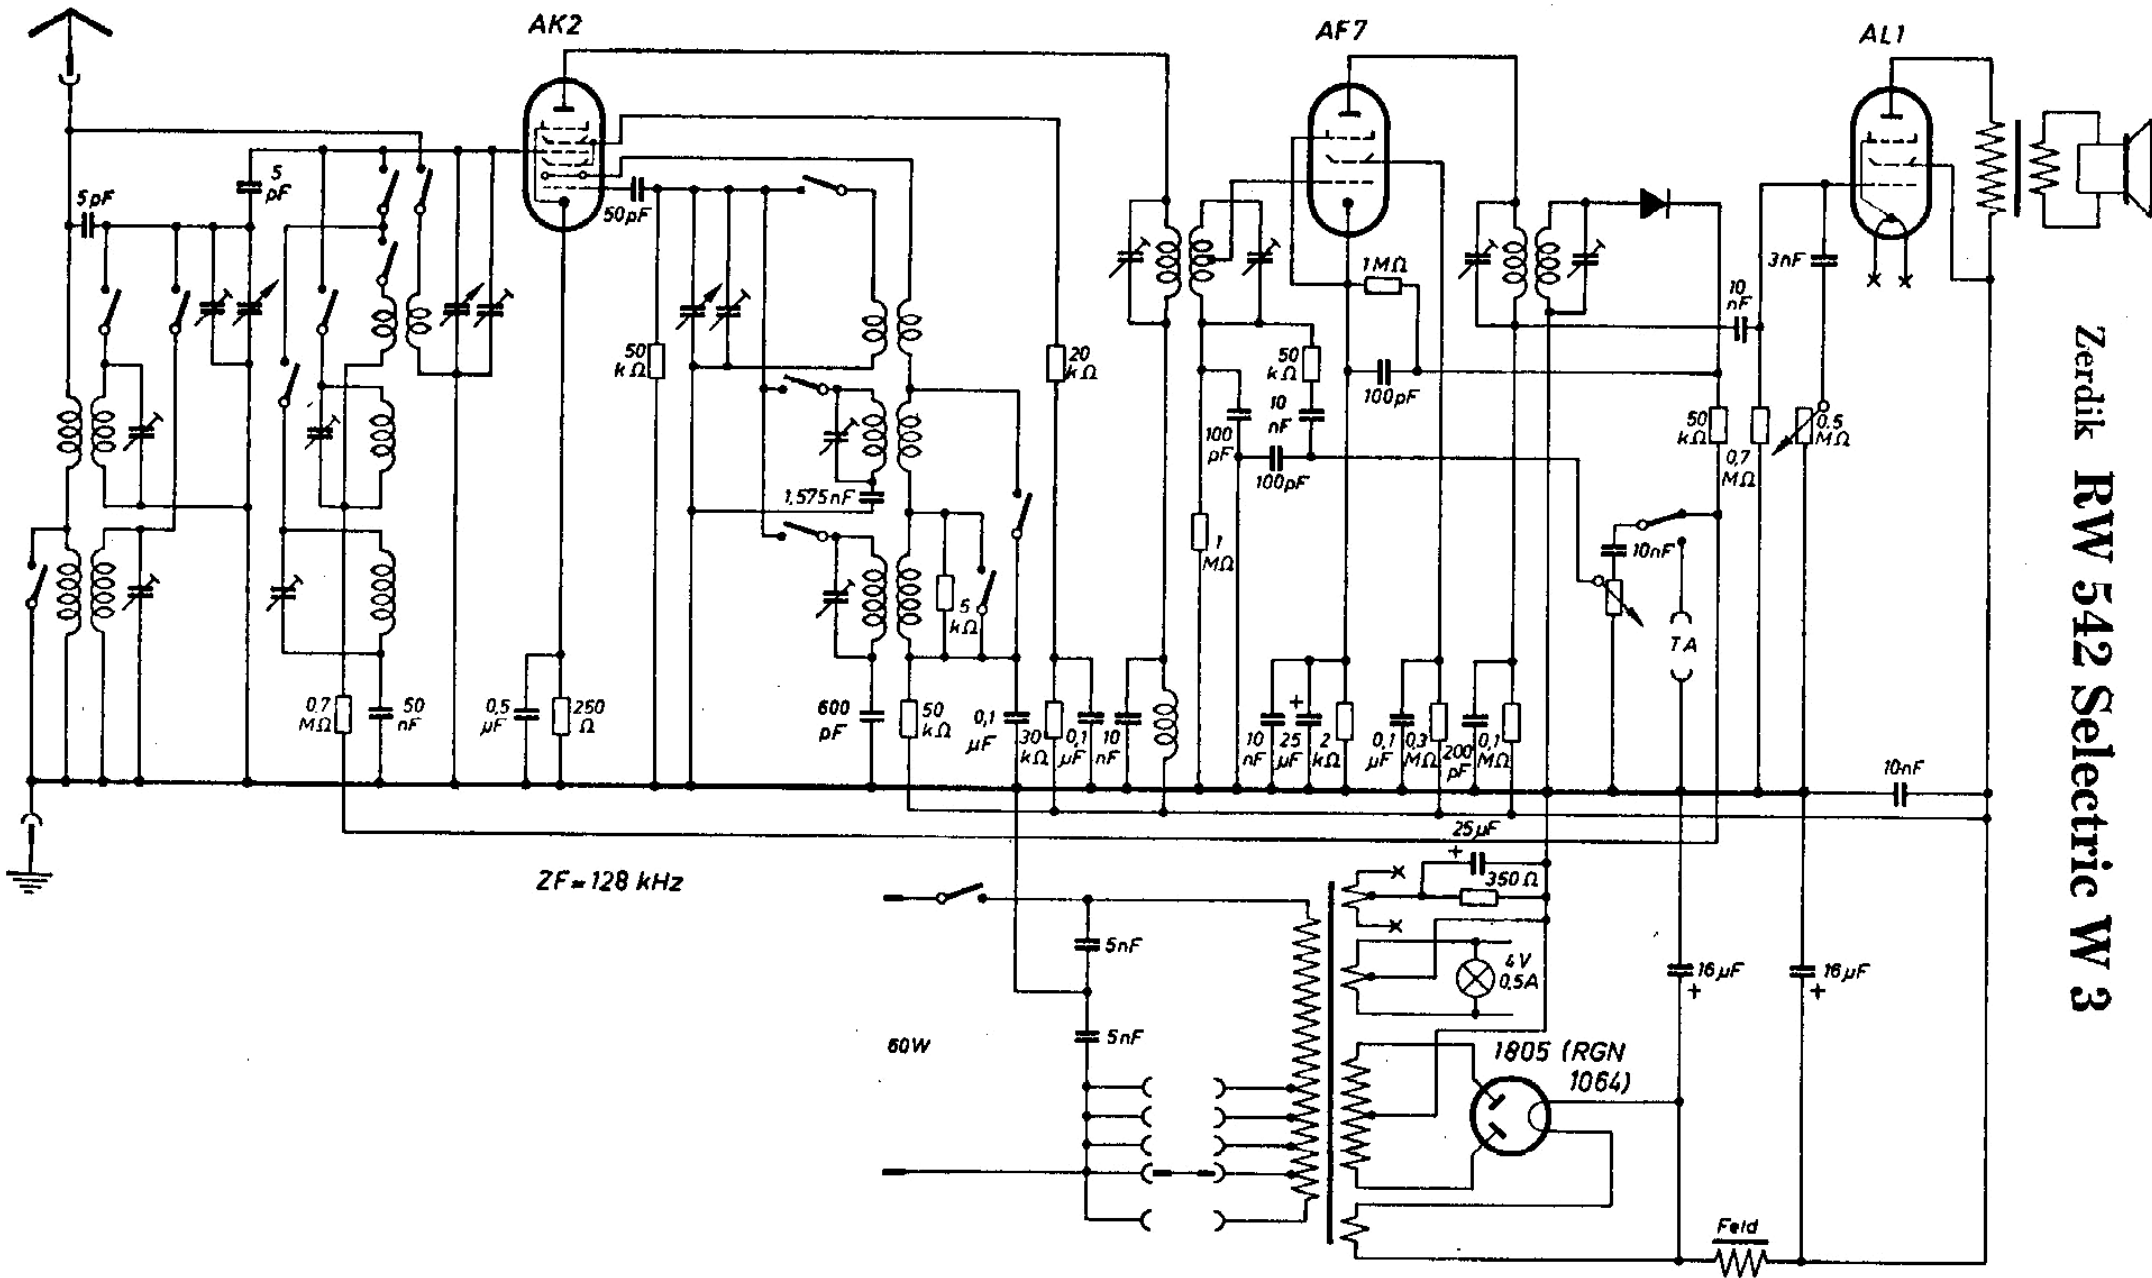 AK2
AF7
AL1
5pF
5
pF
50pF
1MΩ
3nF
10
nF
50
kΩ
20
kΩ
50
kΩ
10
nF
100pF
100
pF
100pF
50
kΩ
0,7
MΩ
0,5
MΩ
1,575nF
1
MΩ
10nF
5
kΩ
TA
0,7
MΩ
50
nF
0,5
µF
250
Ω
600
pF
50
kΩ
0,1
µF
30
kΩ
0,1
µF
10
nF
10
nF
+
25
µF
2
kΩ
0,1
µF
0,3
MΩ
200
pF
0,1
MΩ
10nF
25µF
+
350Ω
ZF=128 kHz
5nF
4V
0,5A
16µF
+
16µF
+
5nF
60W
1805 (RGN
1064)
Feld
Zerdik RW 542 Selectric W 3